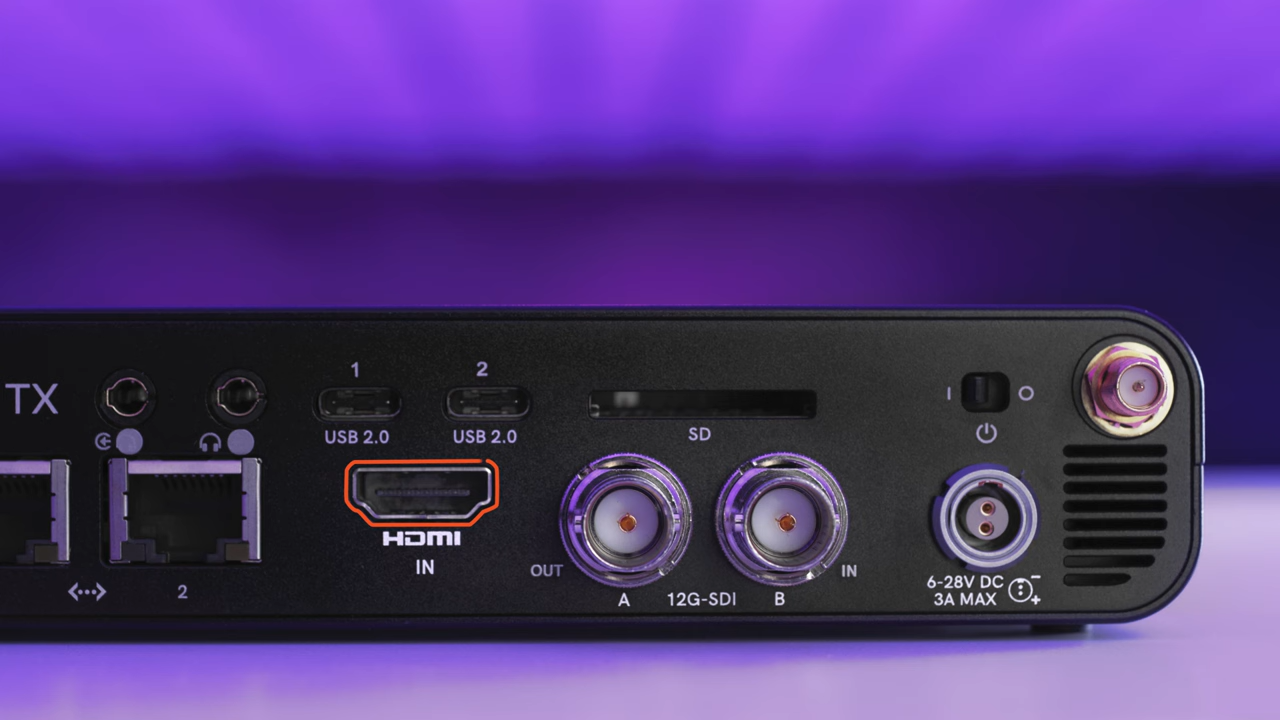 TX
1
2
USB 2.0
USB 2.0
SD
I
O
HDMI
IN
OUT
IN
A
12G-SDI
B
2
6-28V DC
3A MAX